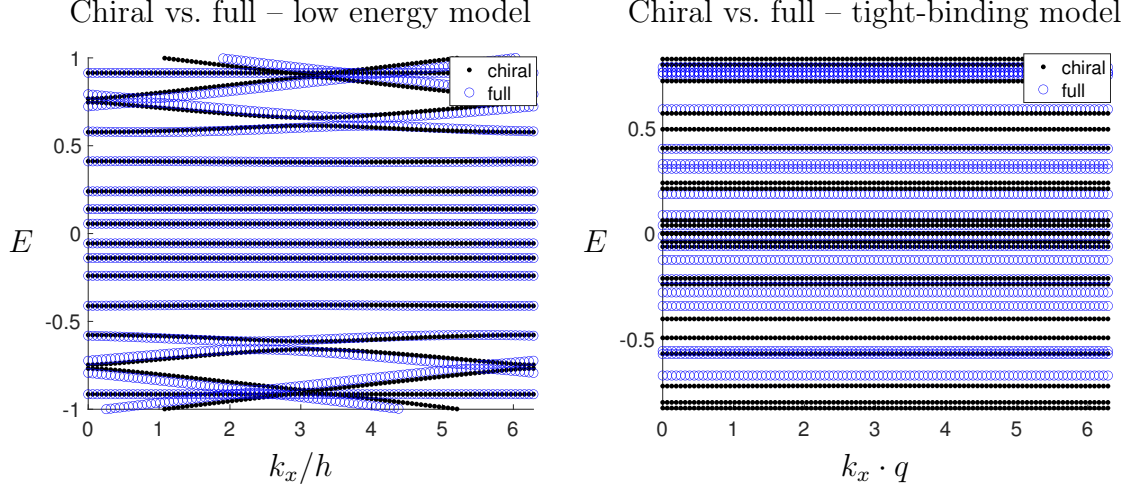 Chiral vs. full – low energy model
1
0.5
0
-0.5
-1
E
0 1 2 3 4 5 6
k_x/h
chiral
full
Chiral vs. full – tight-binding model
0.5
0
-0.5
E
0 1 2 3 4 5 6
k_x · q
chiral
full